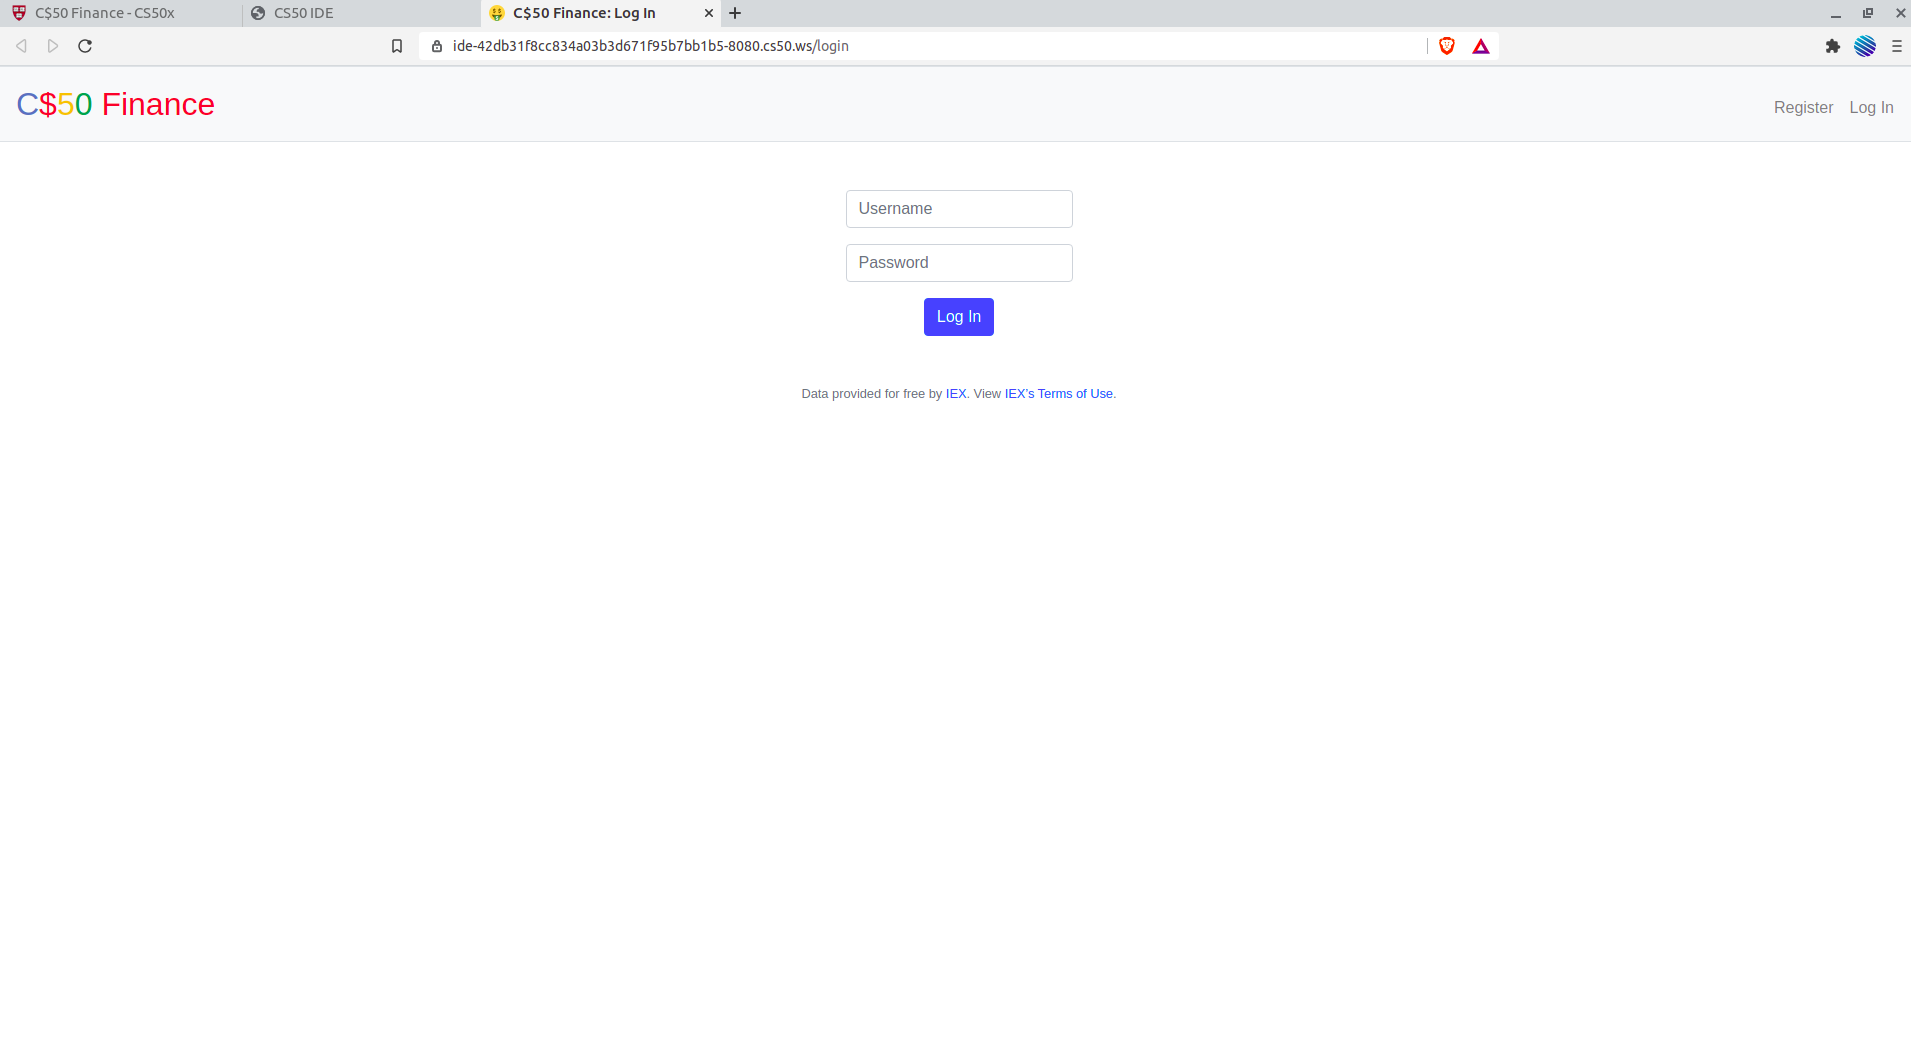 C$50 Finance - CS50x
CS50 IDE
C$50 Finance: Log In
ide-42db31f8cc834a03b3d671f95b7bb1b5-8080.cs50.ws/login
C$50 Finance
Register
Log In
Username
Password
Log In
Data provided for free by IEX. View IEX's Terms of Use.